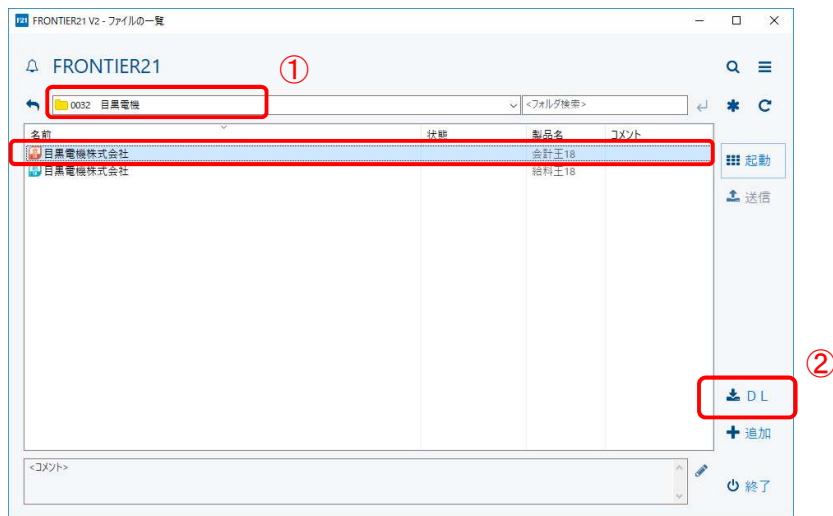 F21 FRONTIER21 V2 - ファイルの一覧
FRONTIER21
①
0032 目黒電機
<フォルダ検索>
名前 状態 製品名 コメント
目黒電機株式会社 会計王18
目黒電機株式会社 給料王18
起動
送信
②
ＤＬ
追加
<コメント>
終了